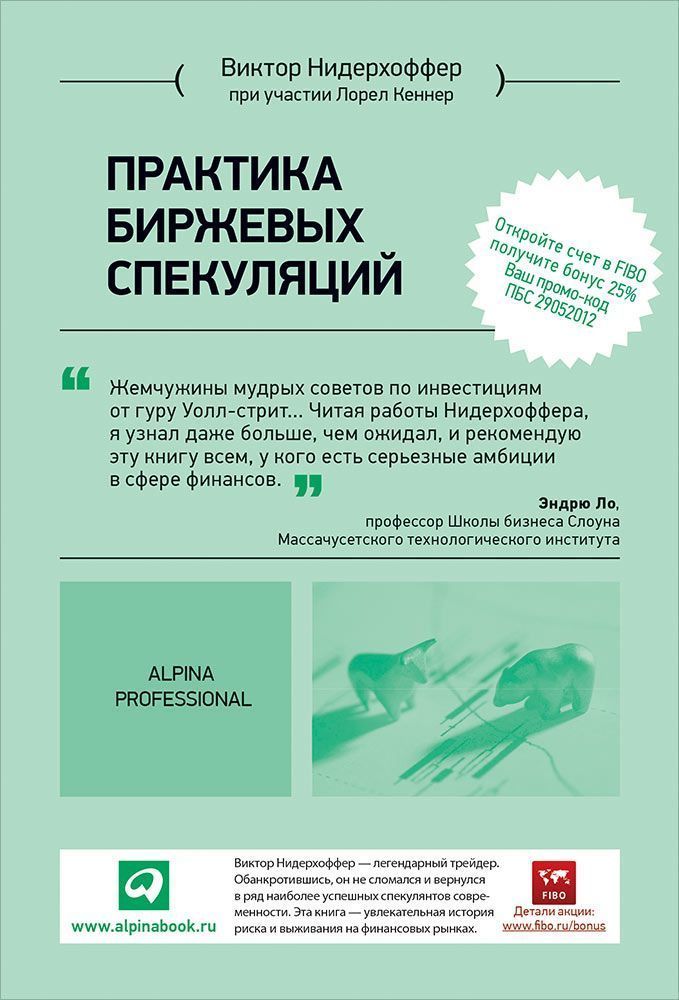 Виктор Нидерхоффер
при участии Лорел Кеннер
ПРАКТИКА
БИРЖЕВЫХ
СПЕКУЛЯЦИЙ
Откройте счет в FIBO
получите бонус 25%
Ваш промо-код
ПБС 29052012
“ Жемчужины мудрых советов по инвестициям
от гуру Уолл-стрит... Читая работы Нидерхоффера,
я узнал даже больше, чем ожидал, и рекомендую
эту книгу всем, у кого есть серьезные амбиции
в сфере финансов. ”
Эндрю Ло,
профессор Школы бизнеса Слоуна
Массачусетского технологического института
ALPINA
PROFESSIONAL
www.alpinabook.ru
Виктор Нидерхоффер — легендарный трейдер.
Обанкротившись, он не сломался и вернулся
в ряд наиболее успешных спекулянтов совре-
менности. Эта книга — увлекательная история
риска и выживания на финансовых рынках.
FIBO
Детали акции:
www.fibo.ru/bonus